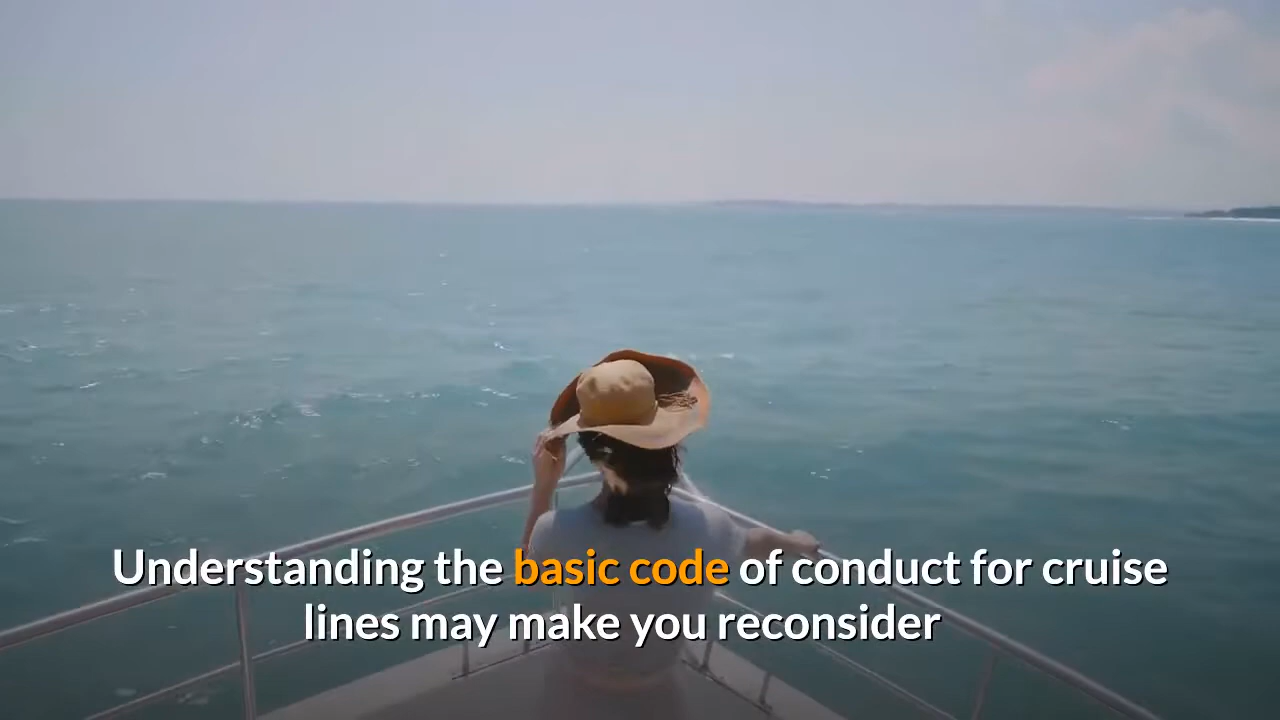 Understanding the basic code of conduct for cruise
lines may make you reconsider